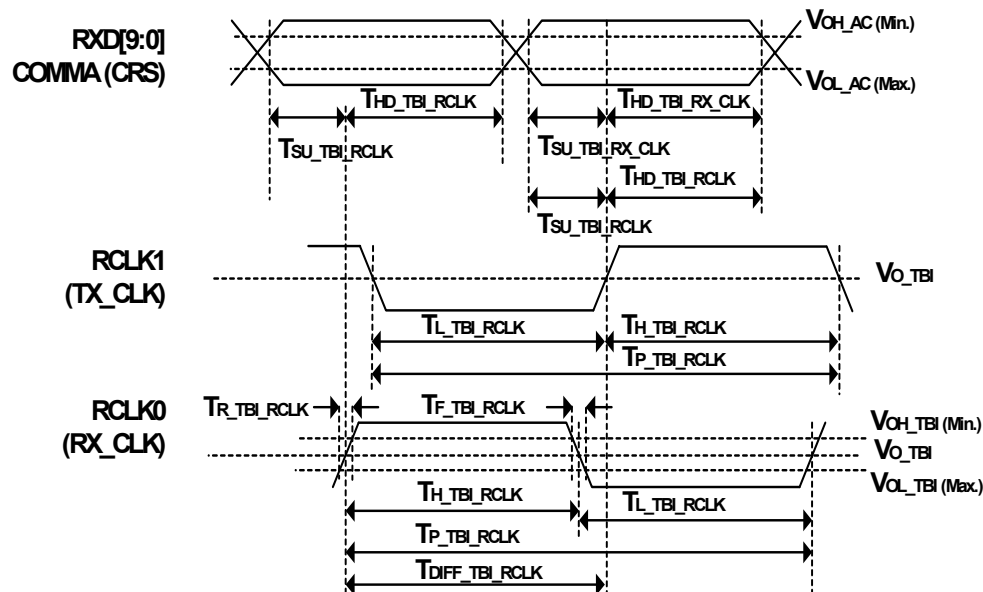 RXD[9:0]
COMMA (CRS)
VOH_AC (Min.)
VOL_AC (Max.)
THD_TBI_RCLK
THD_TBI_RX_CLK
TSU_TBI_RCLK
TSU_TBI_RX_CLK
THD_TBI_RCLK
TSU_TBI_RCLK
RCLK1
(TX_CLK)
VO_TBI
TL_TBI_RCLK
TH_TBI_RCLK
TP_TBI_RCLK
RCLK0
(RX_CLK)
TR_TBI_RCLK
TF_TBI_RCLK
VOH_TBI (Min.)
VO_TBI
VOL_TBI (Max.)
TH_TBI_RCLK
TL_TBI_RCLK
TP_TBI_RCLK
TDIFF_TBI_RCLK